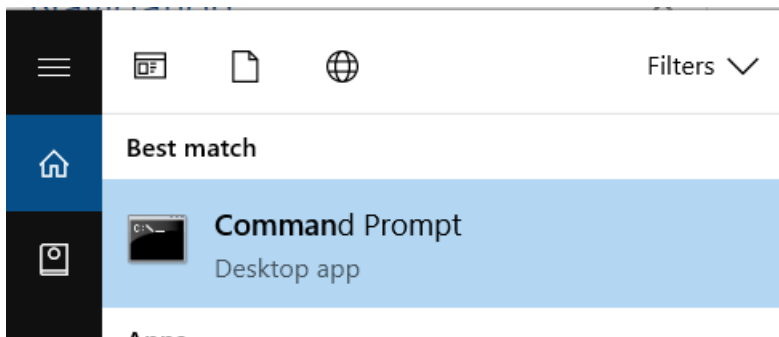 Filters
Best match
C:\_
Command Prompt
Desktop app